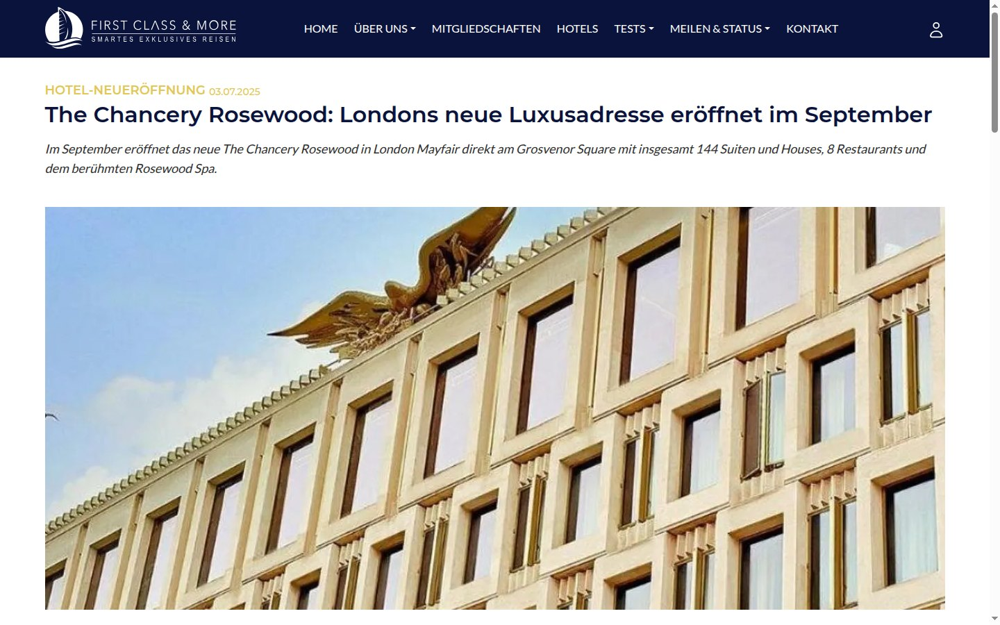 FIRST CLASS & MORE
SMARTES EXKLUSIVES REISEN
HOME ÜBER UNS MITGLIEDSCHAFTEN HOTELS TESTS MEILEN & STATUS KONTAKT
HOTEL-NEUERÖFFNUNG 03.07.2025
The Chancery Rosewood: Londons neue Luxusadresse eröffnet im September
Im September eröffnet das neue The Chancery Rosewood in London Mayfair direkt am Grosvenor Square mit insgesamt 144 Suiten und Houses, 8 Restaurants und
dem berühmten Rosewood Spa.